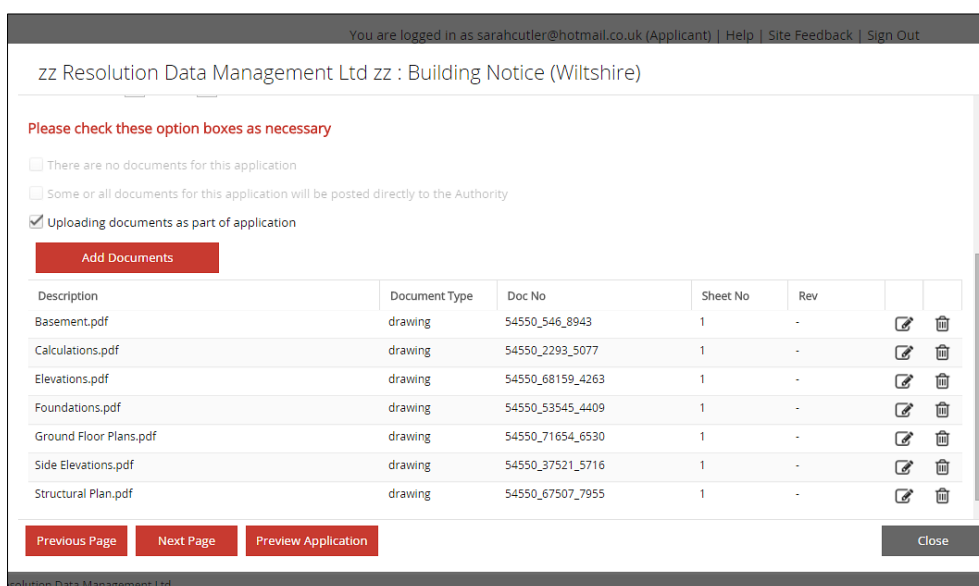 You are logged in as sarahcutler@hotmail.co.uk (Applicant) | Help | Site Feedback | Sign Out
zz Resolution Data Management Ltd zz : Building Notice (Wiltshire)
Please check these option boxes as necessary
There are no documents for this application
Some or all documents for this application will be posted directly to the Authority
Uploading documents as part of application
Add Documents
Description Document Type Doc No Sheet No Rev
Basement.pdf drawing 54550_546_8943 1 -
Calculations.pdf drawing 54550_2293_5077 1 -
Elevations.pdf drawing 54550_68159_4263 1 -
Foundations.pdf drawing 54550_53545_4409 1 -
Ground Floor Plans.pdf drawing 54550_71654_6530 1 -
Side Elevations.pdf drawing 54550_37521_5716 1 -
Structural Plan.pdf drawing 54550_67507_7955 1 -
Previous Page Next Page Preview Application Close
Data Management Ltd